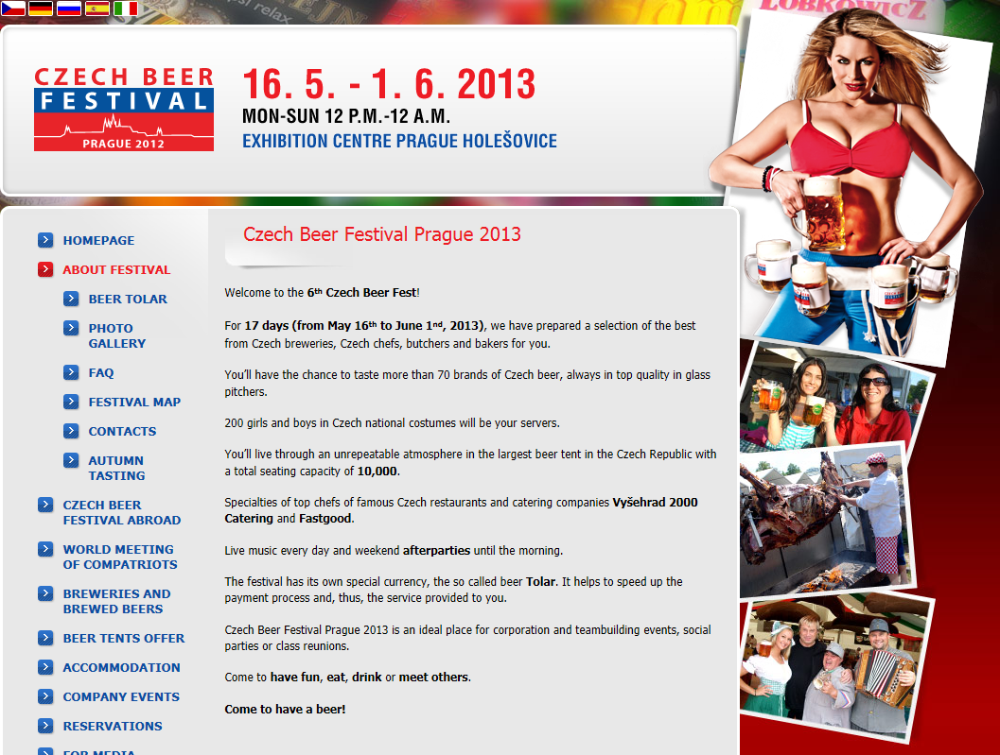 LOBKOWICZ
CZECH BEER
FESTIVAL
PRAGUE 2012
16. 5. - 1. 6. 2013
MON-SUN 12 P.M.-12 A.M.
EXHIBITION CENTRE PRAGUE HOLEŠOVICE
HOMEPAGE
ABOUT FESTIVAL
BEER TOLAR
PHOTO
GALLERY
FAQ
FESTIVAL MAP
CONTACTS
AUTUMN
TASTING
CZECH BEER
FESTIVAL ABROAD
WORLD MEETING
OF COMPATRIOTS
BREWERIES AND
BREWED BEERS
BEER TENTS OFFER
ACCOMMODATION
COMPANY EVENTS
RESERVATIONS
FOR MEDIA
Czech Beer Festival Prague 2013
Welcome to the 6th Czech Beer Fest!
For 17 days (from May 16th to June 1nd, 2013), we have prepared a selection of the best
from Czech breweries, Czech chefs, butchers and bakers for you.
You'll have the chance to taste more than 70 brands of Czech beer, always in top quality in glass
pitchers.
200 girls and boys in Czech national costumes will be your servers.
You'll live through an unrepeatable atmosphere in the largest beer tent in the Czech Republic with
a total seating capacity of 10,000.
Specialties of top chefs of famous Czech restaurants and catering companies Vyšehrad 2000
Catering and Fastgood.
Live music every day and weekend afterparties until the morning.
The festival has its own special currency, the so called beer Tolar. It helps to speed up the
payment process and, thus, the service provided to you.
Czech Beer Festival Prague 2013 is an ideal place for corporation and teambuilding events, social
parties or class reunions.
Come to have fun, eat, drink or meet others.
Come to have a beer!